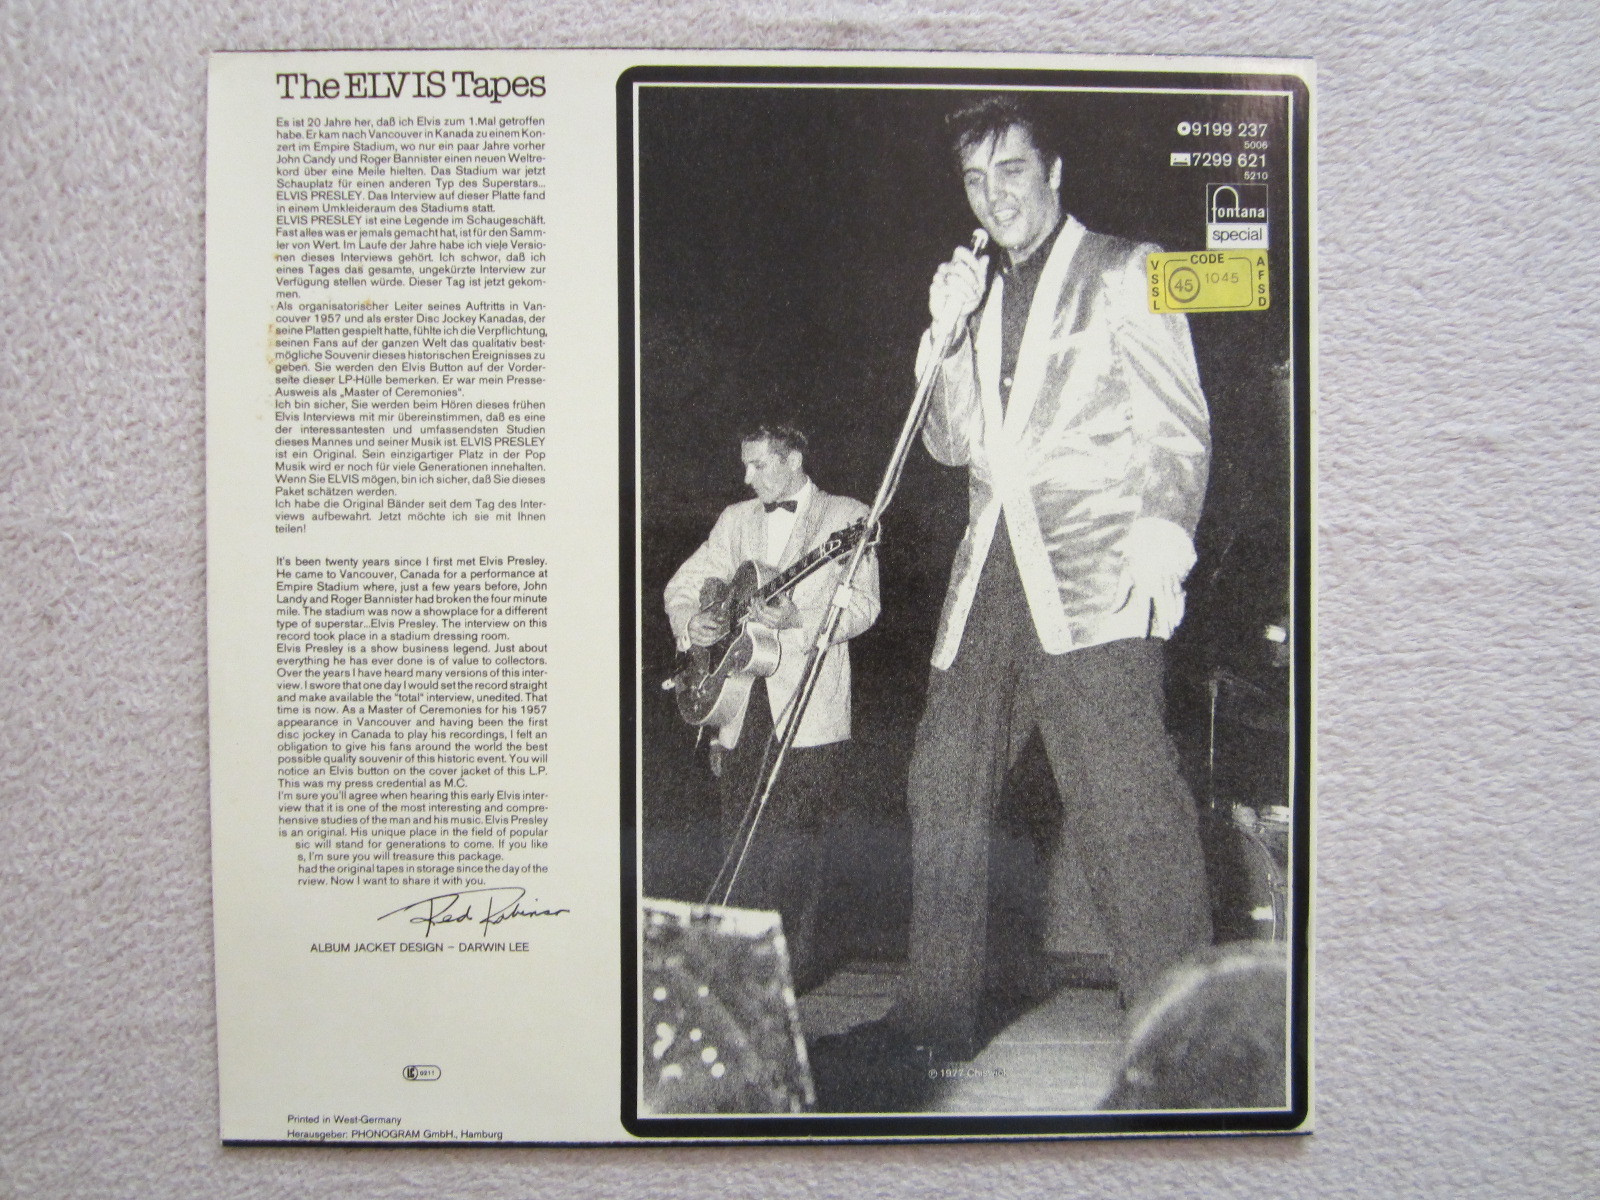 The ELVIS Tapes
Es ist 20 Jahre her, daß ich Elvis zum 1.Mal getroffen
habe. Er kam nach Vancouver in Kanada zu einem Kon-
zert im Empire Stadium, wo nur ein paar Jahre vorher
John Candy und Roger Bannister einen neuen Weltre-
kord über eine Meile hielten. Das Stadium war jetzt
Schauplatz für einen anderen Typ des Superstars...
ELVIS PRESLEY. Das Interview auf dieser Platte fand
in einem Umkleideraum des Stadiums statt.
ELVIS PRESLEY ist eine Legende im Schaugeschäft.
Fast alles was er jemals gemacht hat, ist für den Samm-
ler von Wert. Im Laufe der Jahre habe ich viele Versio-
nen dieses Interviews gehört. Ich schwor, daß ich
eines Tages das gesamte, ungekürzte Interview zur
Verfügung stellen würde. Dieser Tag ist jetzt gekom-
men.
Als organisatorischer Leiter seines Auftritts in Van-
couver 1957 und als erster Disc Jockey Kanadas, der
seine Platten gespielt hatte, fühlte ich die Verpflichtung,
seinen Fans auf der ganzen Welt das qualitativ best-
mögliche Souvenir dieses historischen Ereignisses zu
geben. Sie werden den Elvis Button auf der Vorder-
seite dieser LP-Hülle bemerken. Er war mein Presse-
Ausweis als „Master of Ceremonies“.
Ich bin sicher, Sie werden beim Hören dieses frühen
Elvis Interviews mit mir übereinstimmen, daß es eine
der interessantesten und umfassendsten Studien
dieses Mannes und seiner Musik ist. ELVIS PRESLEY
ist ein Original. Sein einzigartiger Platz in der Pop
Musik wird er noch für viele Generationen innehalten.
Wenn Sie ELVIS mögen, bin ich sicher, daß Sie dieses
Paket schätzen werden.
Ich habe die Original Bänder seit dem Tag des Inter-
views aufbewahrt. Jetzt möchte ich sie mit Ihnen
teilen!
It's been twenty years since I first met Elvis Presley.
He came to Vancouver, Canada for a performance at
Empire Stadium where, just a few years before, John
Landy and Roger Bannister had broken the four minute
mile. The stadium was now a showplace for a different
type of superstar...Elvis Presley. The interview on this
record took place in a stadium dressing room.
Elvis Presley is a show business legend. Just about
everything he has ever done is of value to collectors.
Over the years I have heard many versions of this inter-
view. I swore that one day I would set the record straight
and make available the "total" interview, unedited. That
time is now. As a Master of Ceremonies for his 1957
appearance in Vancouver and having been the first
disc jockey in Canada to play his recordings, I felt an
obligation to give his fans around the world the best
possible quality souvenir of this historic event. You will
notice an Elvis button on the cover jacket of this L.P.
This was my press credential as M.C.
I'm sure you'll agree when hearing this early Elvis inter-
view that it is one of the most interesting and compre-
hensive studies of the man and his music. Elvis Presley
is an original. His unique place in the field of popular
sic will stand for generations to come. If you like
s, I'm sure you will treasure this package.
had the original tapes in storage since the day of the
rview. Now I want to share it with you.
Red Robinson
ALBUM JACKET DESIGN – DARWIN LEE
LC 0211
Printed in West-Germany
Herausgeber: PHONOGRAM GmbH., Hamburg
9199 237
5006
7299 621
5210
fontana
special
VSSL CODE AFSD
45 1045
℗ 1977